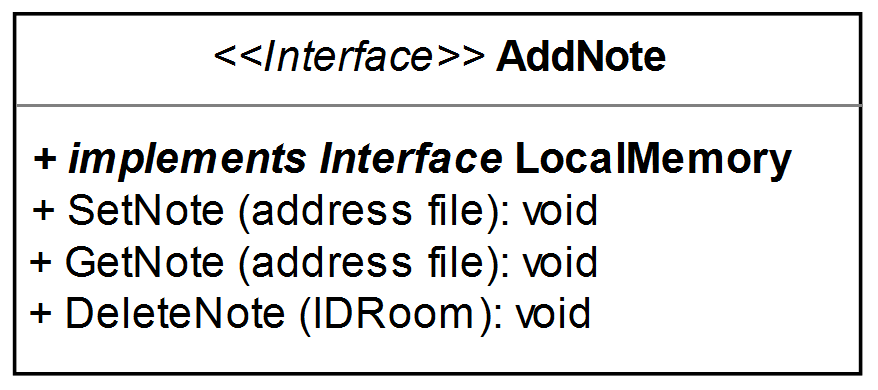 <<Interface>> AddNote
+ implements Interface LocalMemory
+ SetNote (address file): void
+ GetNote (address file): void
+ DeleteNote (IDRoom): void